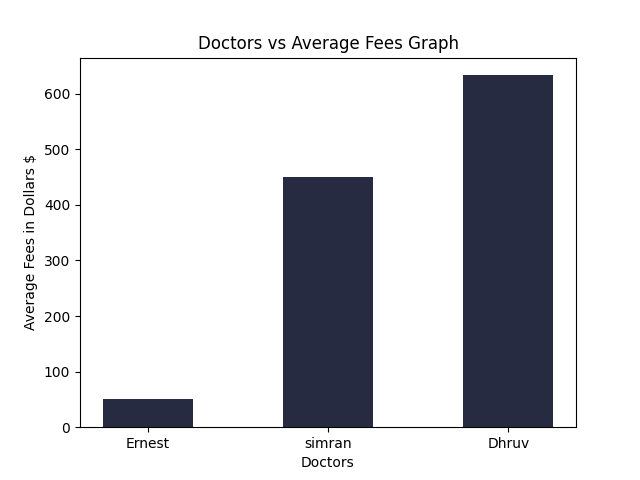 Doctors vs Average Fees Graph
Average Fees in Dollars $
600
500
400
300
200
100
0
Ernest simran Dhruv
Doctors